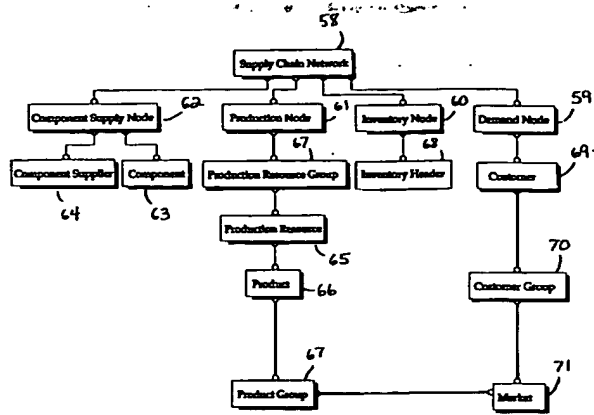 58
Supply Chain Network
62
61
60
59
Component Supply Node
Production Node
Inventory Node
Demand Node
67
68
69
Component Supplier
Component
Production Resource Group
Inventory Header
Customer
64
63
Production Resource
65
70
Product
66
Customer Group
67
71
Product Group
Market